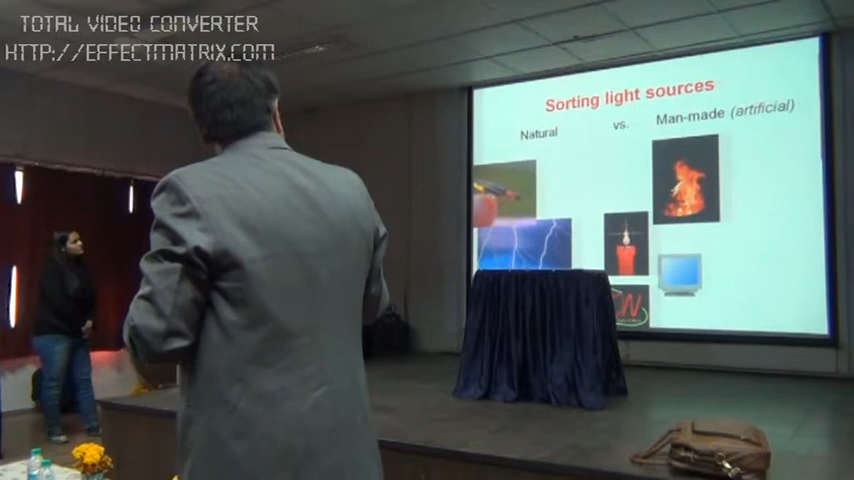 TOTAL VIDEO CONVERTER
HTTP://EFFECTMATRIX.COM
Sorting light sources
Natural vs. Man-made (artificial)